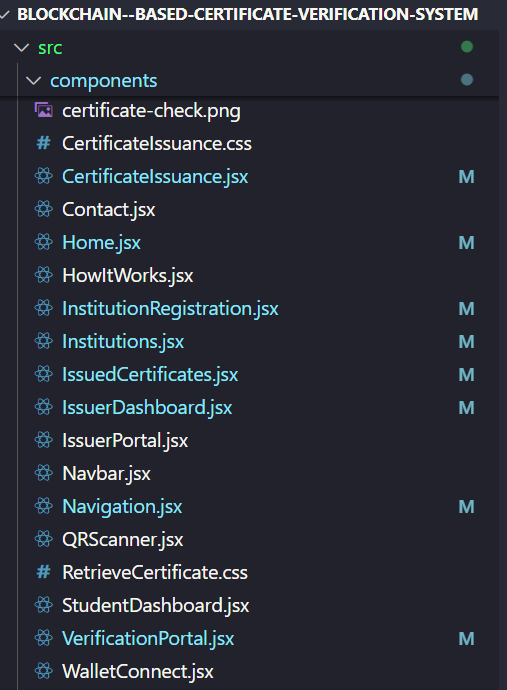 BLOCKCHAIN--BASED-CERTIFICATE-VERIFICATION-SYSTEM
src
components
certificate-check.png
# CertificateIssuance.css
CertificateIssuance.jsx M
Contact.jsx
Home.jsx M
HowItWorks.jsx
InstitutionRegistration.jsx M
Institutions.jsx M
IssuedCertificates.jsx M
IssuerDashboard.jsx M
IssuerPortal.jsx
Navbar.jsx
Navigation.jsx M
QRScanner.jsx
# RetrieveCertificate.css
StudentDashboard.jsx
VerificationPortal.jsx M
WalletConnect.jsx